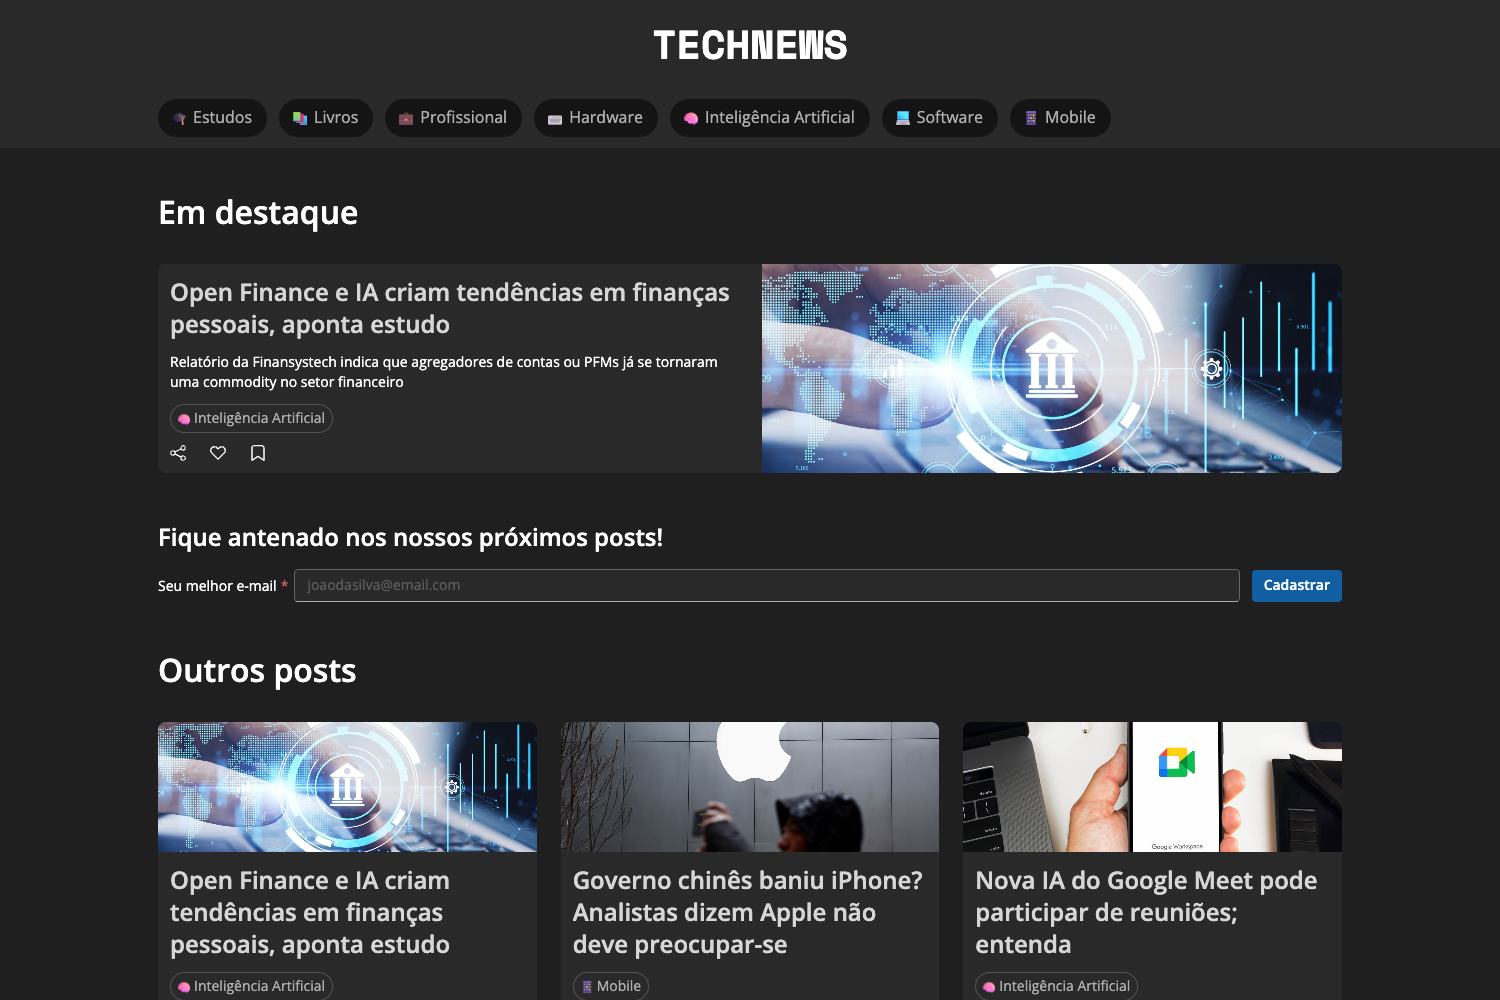 TECHNEWS
Estudos
Livros
Profissional
Hardware
Inteligência Artificial
Software
Mobile
Em destaque
Open Finance e IA criam tendências em finanças
pessoais, aponta estudo
Relatório da Finansystech indica que agregadores de contas ou PFMs já se tornaram
uma commodity no setor financeiro
Inteligência Artificial
Fique antenado nos nossos próximos posts!
Seu melhor e-mail *
joaodasilva@email.com
Cadastrar
Outros posts
Google Workspace
Open Finance e IA criam
tendências em finanças
pessoais, aponta estudo
Inteligência Artificial
Governo chinês baniu iPhone?
Analistas dizem Apple não
deve preocupar-se
Mobile
Nova IA do Google Meet pode
participar de reuniões;
entenda
Inteligência Artificial